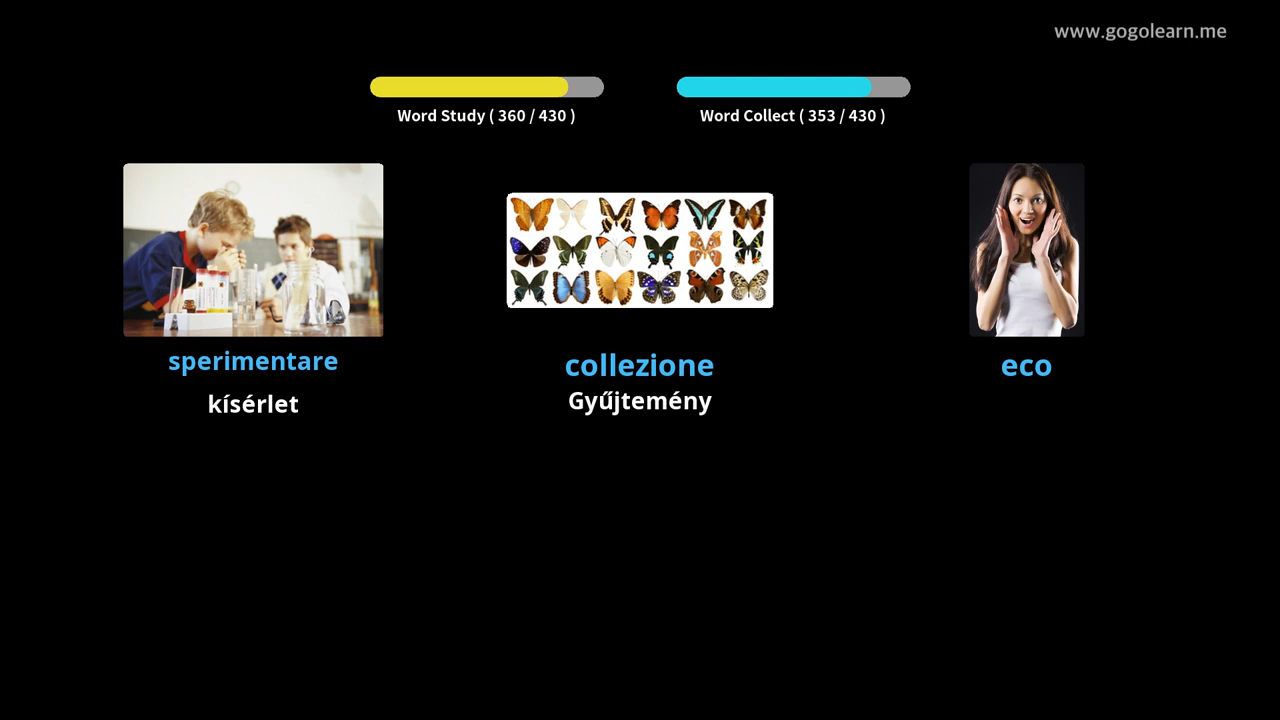 www.gogolearn.me
Word Study ( 360 / 430 )
Word Collect ( 353 / 430 )
sperimentare
kísérlet
collezione
Gyűjtemény
eco